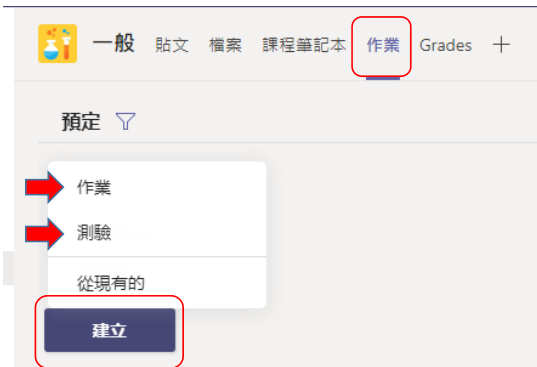 一般 貼文 檔案 課程筆記本 作業 Grades +
預定
作業
測驗
從現有的
建立